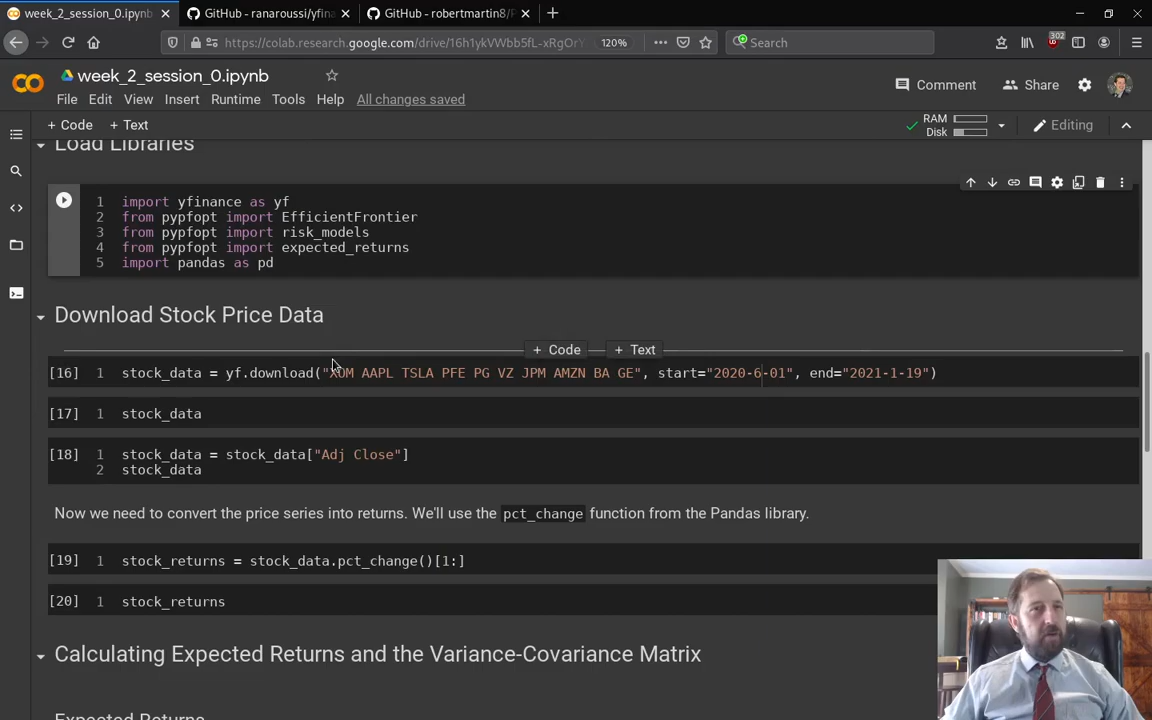 week_2_session_0.ipynb
GitHub - ranaroussi/yfina
GitHub - robertmartin8/P
https://colab.research.google.com/drive/16h1ykVWbb5fL-xRgOrY
120%
Search
302
week_2_session_0.ipynb
File Edit View Insert Runtime Tools Help All changes saved
Comment
Share
+ Code + Text
RAM
Disk
Editing
Load Libraries
1 import yfinance as yf
2 from pypfopt import EfficientFrontier
3 from pypfopt import risk_models
4 from pypfopt import expected_returns
5 import pandas as pd
Download Stock Price Data
+ Code + Text
[16] 1 stock_data = yf.download("XOM AAPL TSLA PFE PG VZ JPM AMZN BA GE", start="2020-6-01", end="2021-1-19")
[17] 1 stock_data
[18] 1 stock_data = stock_data["Adj Close"]
2 stock_data
Now we need to convert the price series into returns. We'll use the pct_change function from the Pandas library.
[19] 1 stock_returns = stock_data.pct_change()[1:]
[20] 1 stock_returns
Calculating Expected Returns and the Variance-Covariance Matrix
Expected Returns